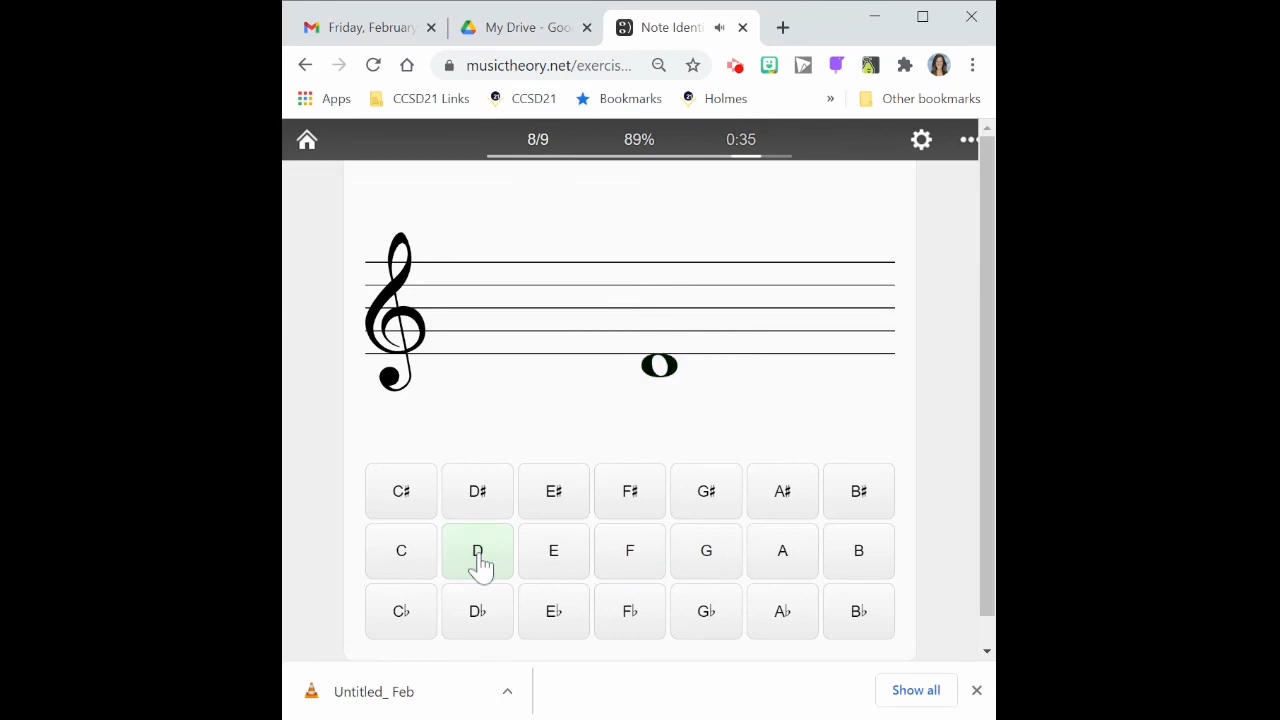 Friday, February
My Drive - Goo
Note Identi
musictheory.net/exercis...
Apps
CCSD21 Links
CCSD21
Bookmarks
Holmes
»
Other bookmarks
8/9
89%
0:35
C♯ D♯ E♯ F♯ G♯ A♯ B♯
C D E F G A B
C♭ D♭ E♭ F♭ G♭ A♭ B♭
Untitled_ Feb
Show all